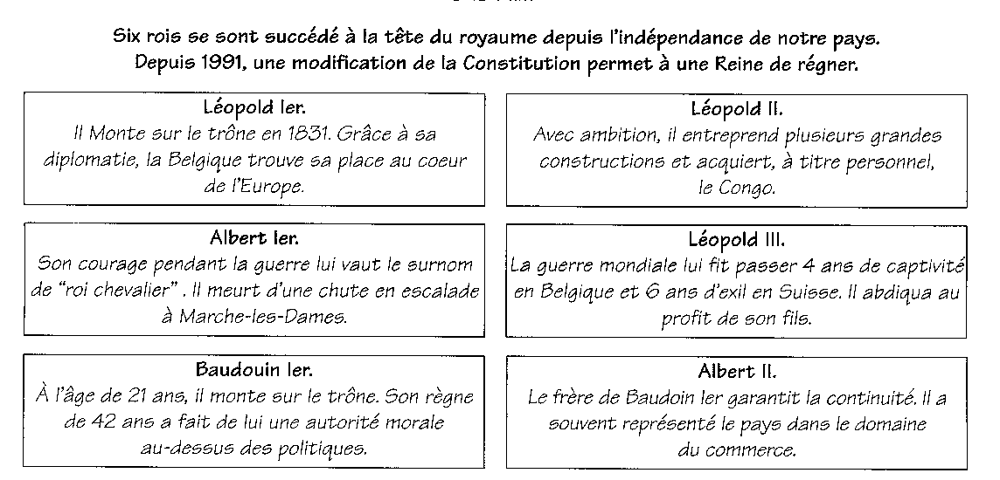 Six rois se sont succédé à la tête du royaume depuis l'indépendance de notre pays.
Depuis 1991, une modification de la Constitution permet à une Reine de régner.
Léopold Ier.
Il Monte sur le trône en 1831. Grâce à sa
diplomatie, la Belgique trouve sa place au coeur
de l'Europe.
Léopold II.
Avec ambition, il entreprend plusieurs grandes
constructions et acquiert, à titre personnel,
le Congo.
Albert Ier.
Son courage pendant la guerre lui vaut le surnom
de "roi chevalier" . Il meurt d'une chute en escalade
à Marche-les-Dames.
Léopold III.
La guerre mondiale lui fit passer 4 ans de captivité
en Belgique et 6 ans d'exil en Suisse. Il abdiqua au
profit de son fils.
Baudouin Ier.
À l'âge de 21 ans, il monte sur le trône. Son règne
de 42 ans a fait de lui une autorité morale
au-dessus des politiques.
Albert II.
Le frère de Baudoin Ier garantit la continuité. Il a
souvent représenté le pays dans le domaine
du commerce.